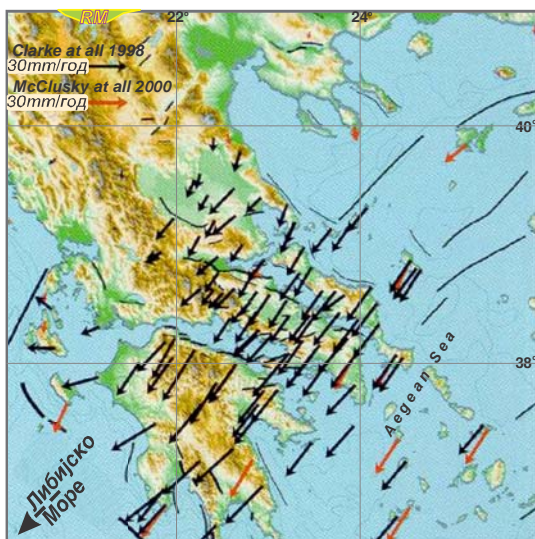 22°
24°
RM
Clarke at all 1998
30mm/год
McClusky at all 2000
30mm/год
40°
38°
Aegean Sea
Либијско
Море